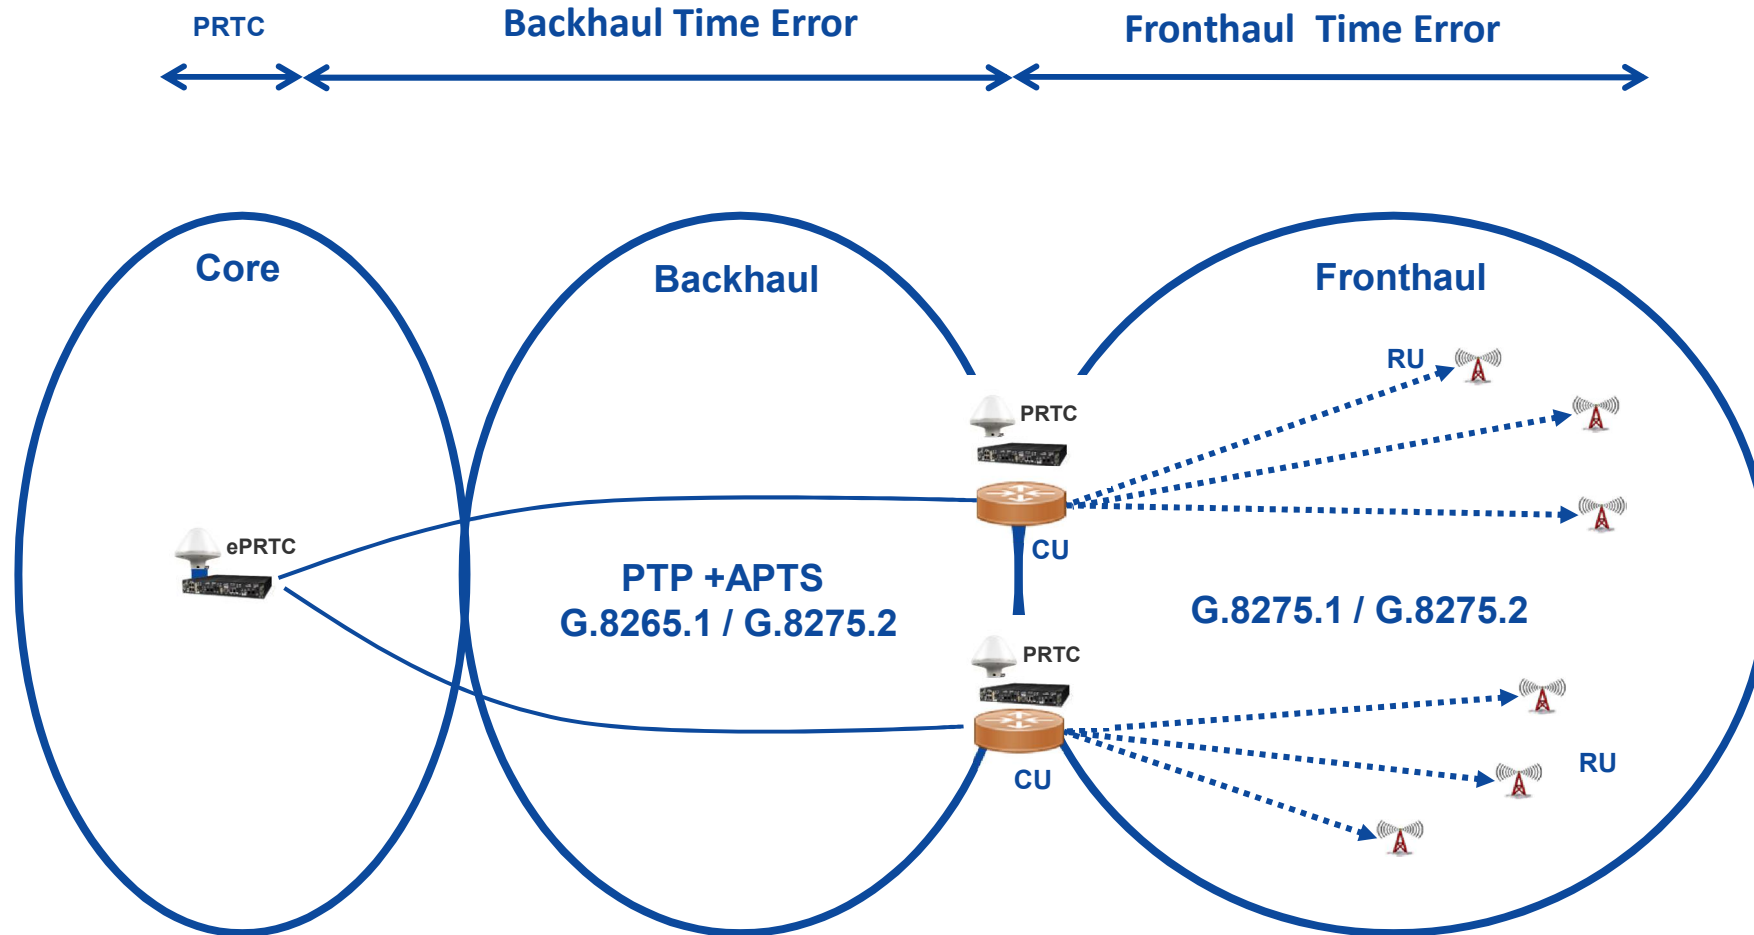 PRTC
Backhaul Time Error
Fronthaul Time Error
Core
Backhaul
Fronthaul
RU
PRTC
ePRTC
CU
PTP +APTS
G.8265.1 / G.8275.2
G.8275.1 / G.8275.2
PRTC
CU
RU